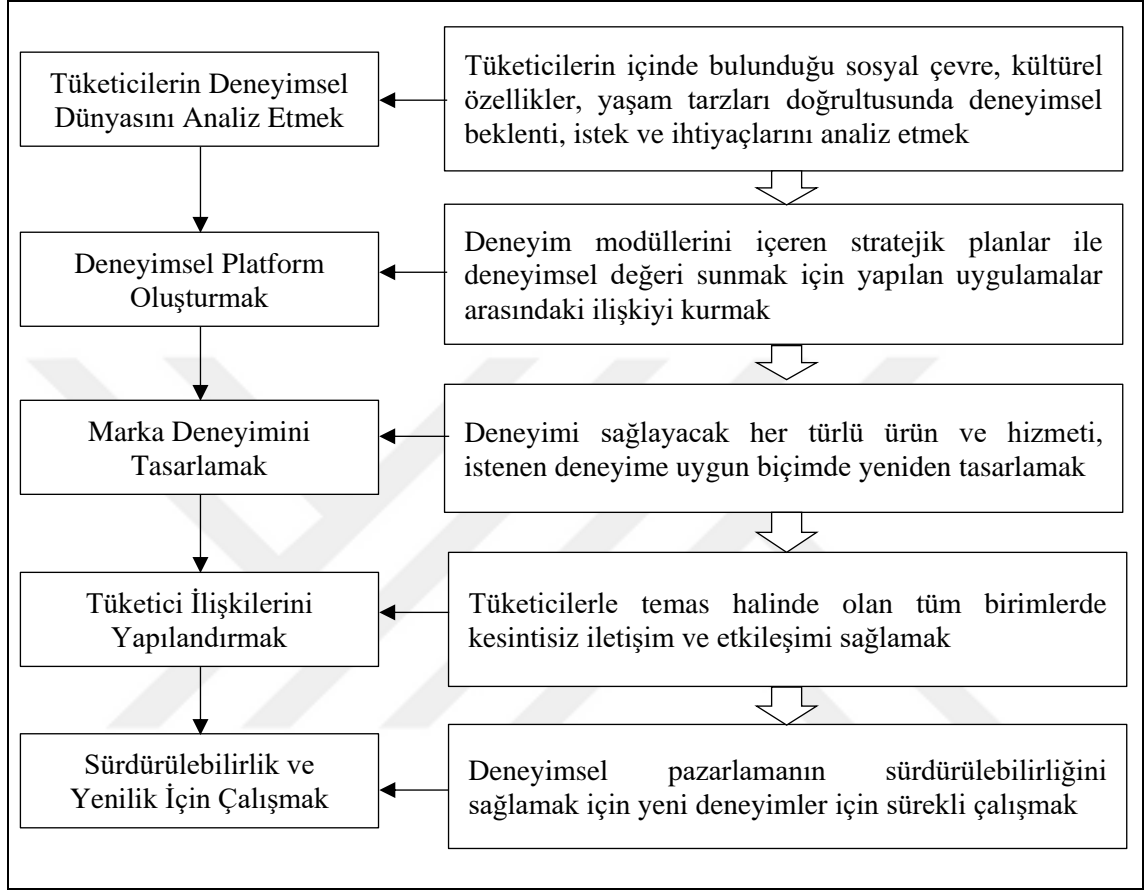 Tüketicilerin Deneyimsel
Dünyasını Analiz Etmek
Tüketicilerin içinde bulunduğu sosyal çevre, kültürel
özellikler, yaşam tarzları doğrultusunda deneyimsel
beklenti, istek ve ihtiyaçlarını analiz etmek
Deneyimsel Platform
Oluşturmak
Deneyim modüllerini içeren stratejik planlar ile
deneyimsel değeri sunmak için yapılan uygulamalar
arasındaki ilişkiyi kurmak
Marka Deneyimini
Tasarlamak
Deneyimi sağlayacak her türlü ürün ve hizmeti,
istenen deneyime uygun biçimde yeniden tasarlamak
Tüketici İlişkilerini
Yapılandırmak
Tüketicilerle temas halinde olan tüm birimlerde
kesintisiz iletişim ve etkileşimi sağlamak
Sürdürülebilirlik ve
Yenilik İçin Çalışmak
Deneyimsel pazarlamanın sürdürülebilirliğini
sağlamak için yeni deneyimler için sürekli çalışmak